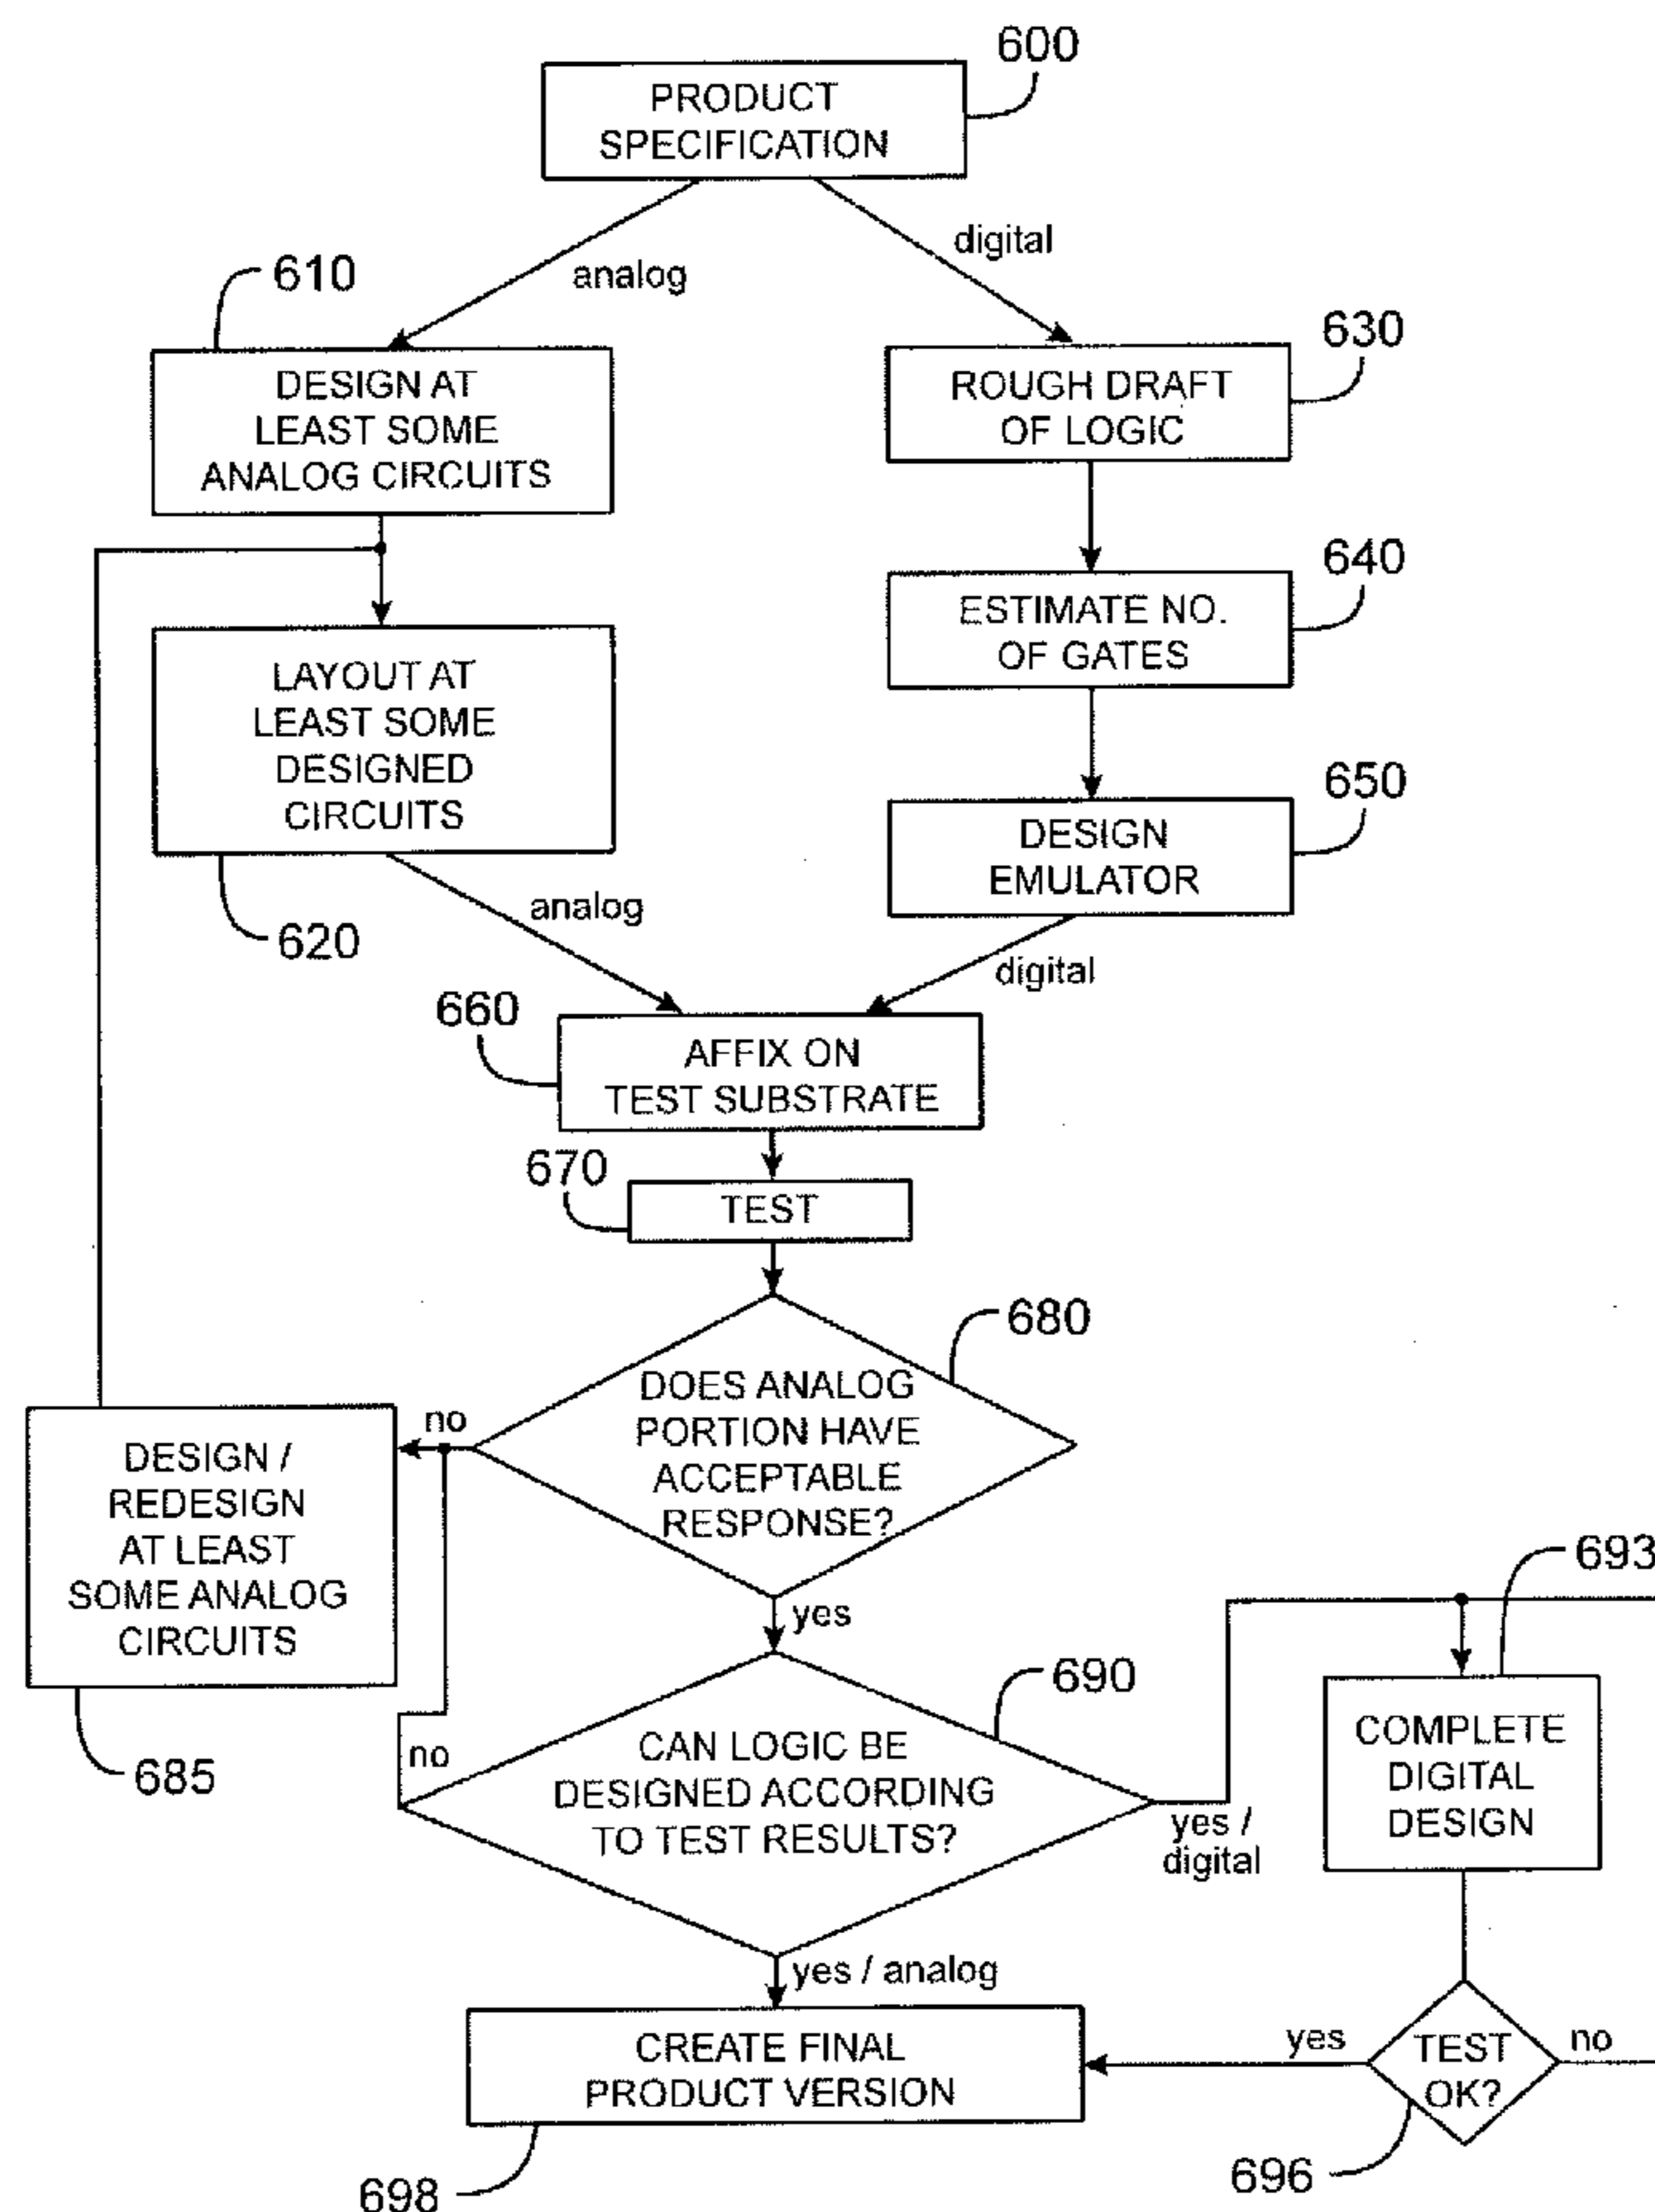 600
PRODUCT
SPECIFICATION
analog
digital
610
DESIGN AT
LEAST SOME
ANALOG CIRCUITS
630
ROUGH DRAFT
OF LOGIC
640
ESTIMATE NO.
OF GATES
LAYOUT AT
LEAST SOME
DESIGNED
CIRCUITS
620
650
DESIGN
EMULATOR
analog
digital
660
AFFIX ON
TEST SUBSTRATE
670
TEST
680
DOES ANALOG
PORTION HAVE
ACCEPTABLE
RESPONSE?
no
DESIGN /
REDESIGN
AT LEAST
SOME ANALOG
CIRCUITS
685
yes
690
CAN LOGIC BE
DESIGNED ACCORDING
TO TEST RESULTS?
no
yes /
digital
693
COMPLETE
DIGITAL
DESIGN
yes / analog
CREATE FINAL
PRODUCT VERSION
698
yes
TEST
OK?
no
696